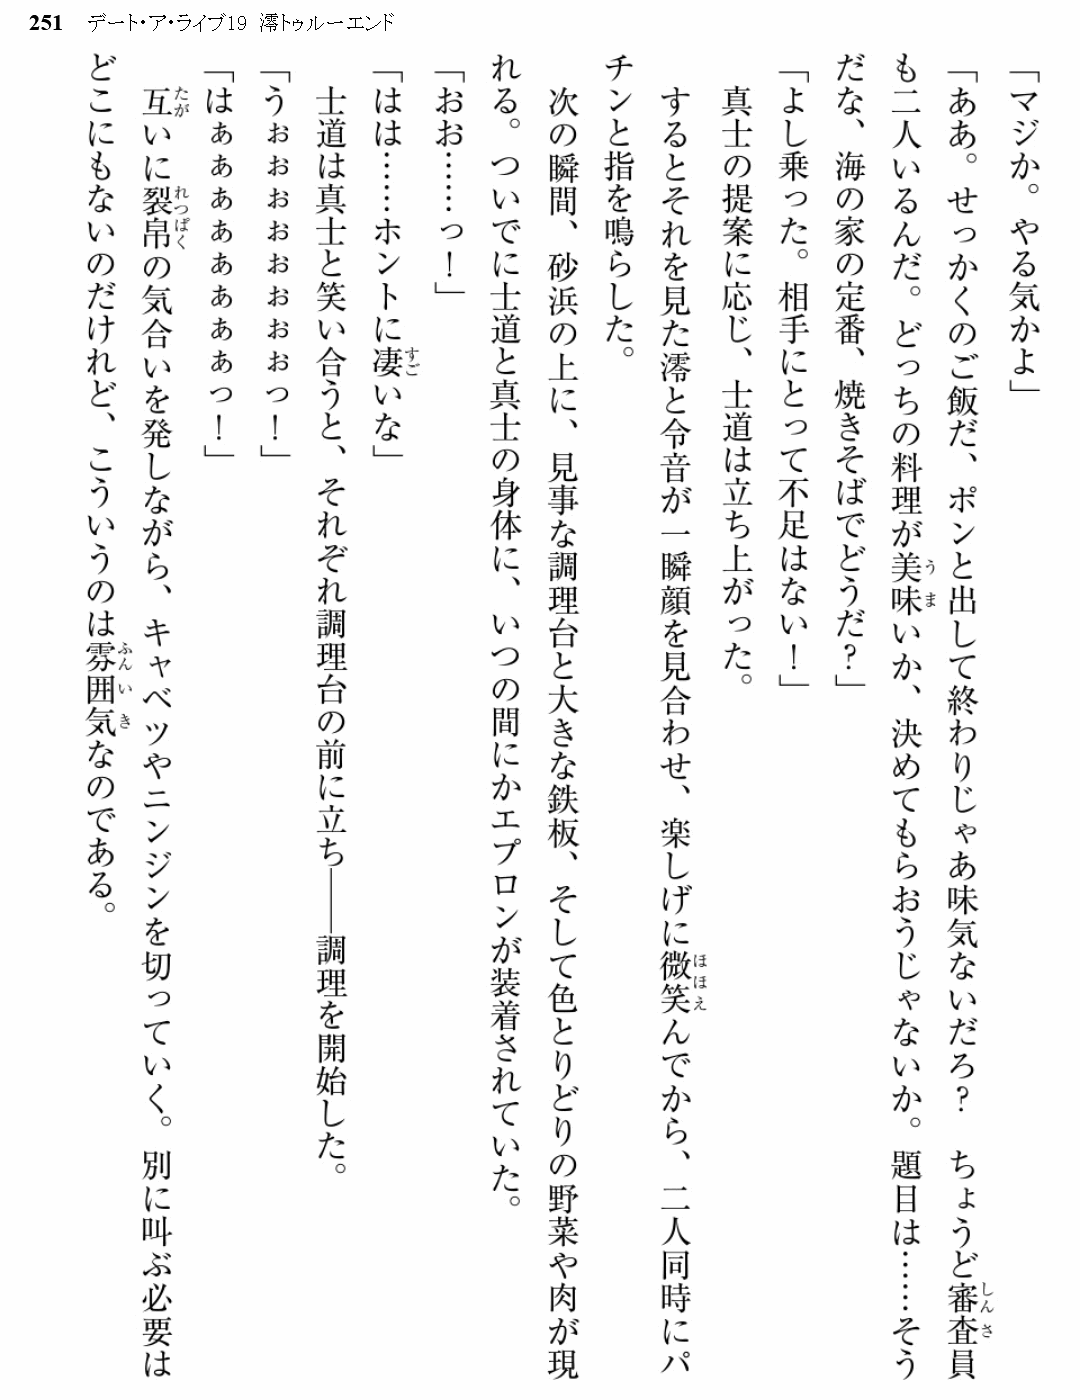 251 デート・ア・ライブ19 澪トゥルーエンド
「マジか。やる気かよ」
「ああ。せっかくのご飯だ、ポンと出して終わりじゃあ味気ないだろ? ちょうど審査員
も二人いるんだ。どっちの料理が美味いか、決めてもらおうじゃないか。題目は……そう
だな、海の家の定番、焼きそばでどうだ?」
「よし乗った。相手にとって不足はない!」
真士の提案に応じ、士道は立ち上がった。
するとそれを見た澪と令音が一瞬顔を見合わせ、楽しげに微笑んでから、二人同時にパ
チンと指を鳴らした。
次の瞬間、砂浜の上に、見事な調理台と大きな鉄板、そして色とりどりの野菜や肉が現
れる。ついでに士道と真士の身体に、いつの間にかエプロンが装着されていた。
「おお……っ!」
「はは……ホントに凄いな」
士道は真士と笑い合うと、それぞれ調理台の前に立ち――調理を開始した。
「うぉぉぉぉぉぉぉぉっ!」
「はぁぁぁぁぁぁぁぁっ!」
互いに裂帛の気合いを発しながら、キャベツやニンジンを切っていく。別に叫ぶ必要は
どこにもないのだけれど、こういうのは雰囲気なのである。